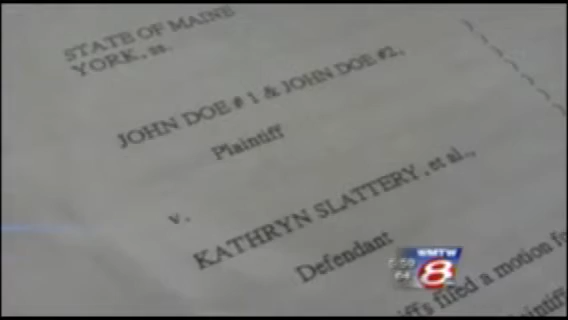 STATE OF MAINE
YORK, ss.
JOHN DOE # 1 & JOHN DOE #2,
Plaintiff
v.
KATHRYN SLATTERY, et al.,
Defendant
filed a motion
WMTW
8